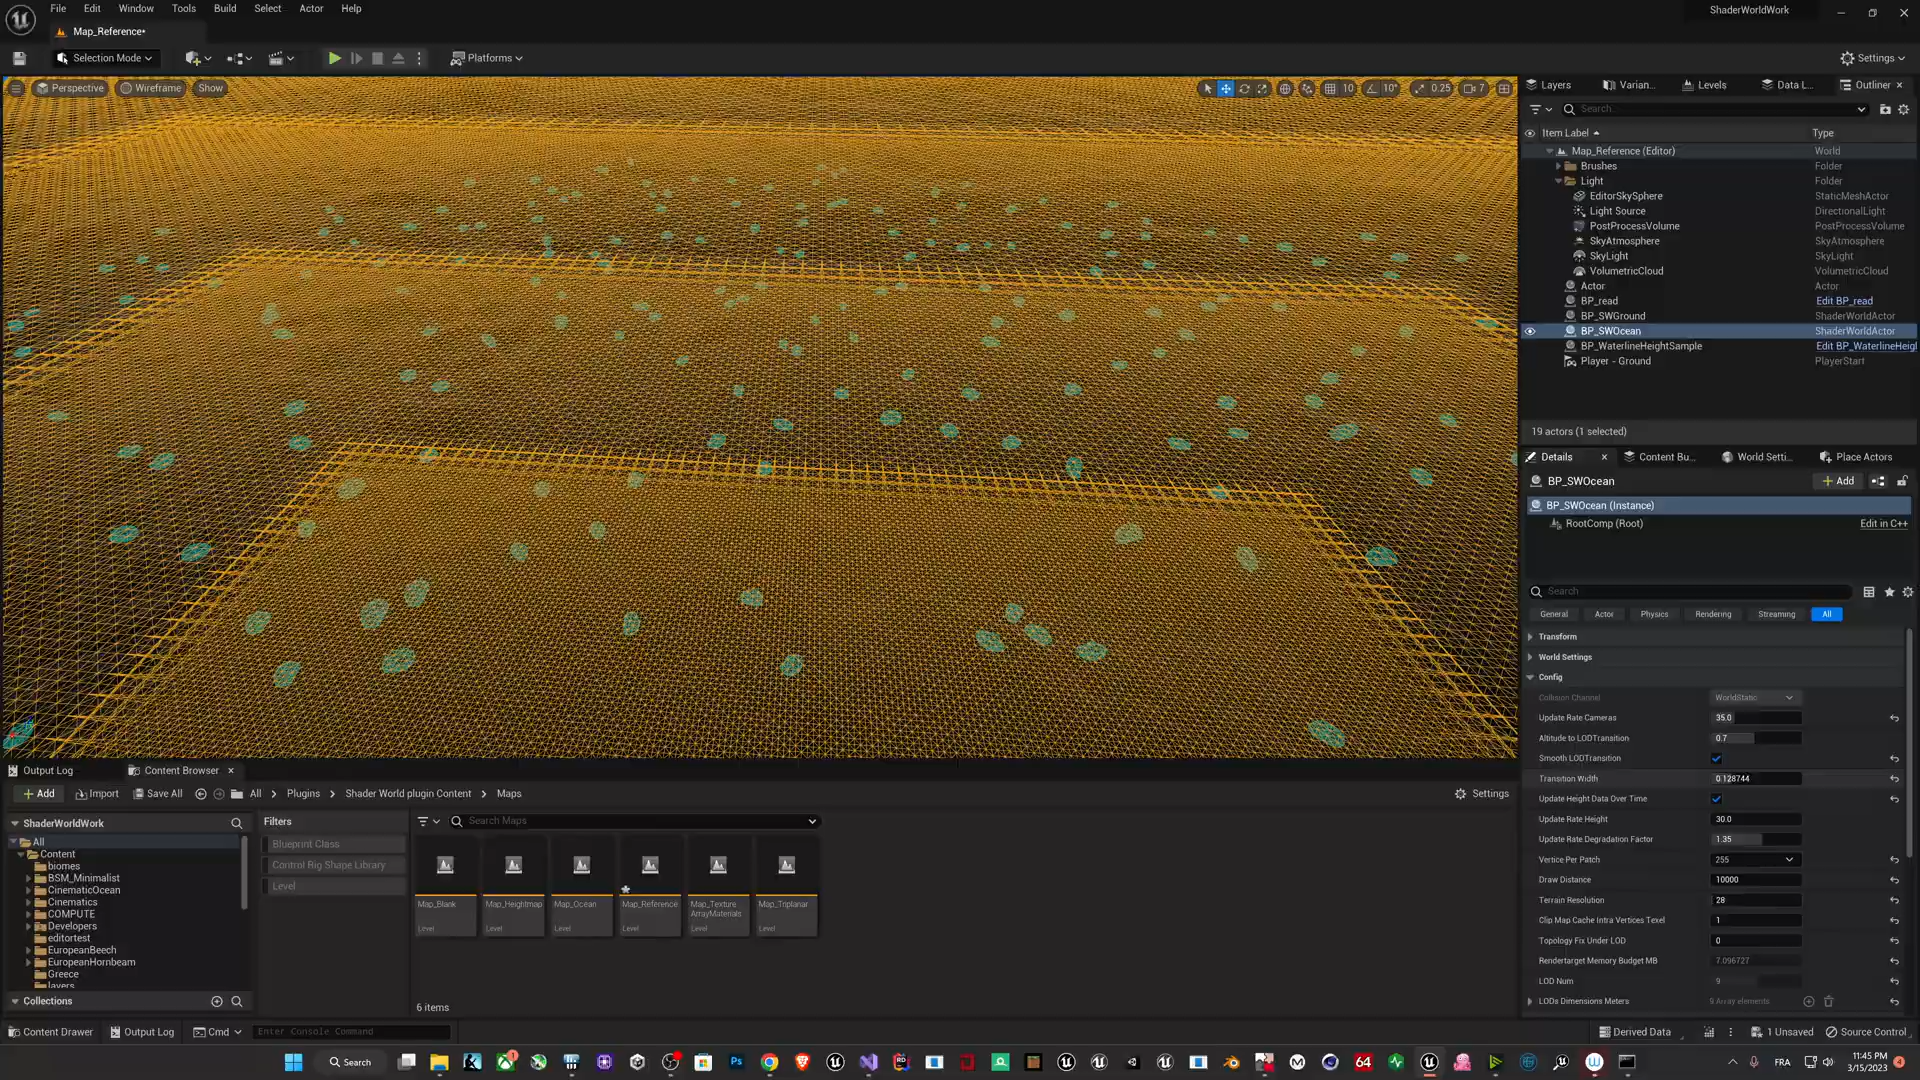 File Edit Window Tools Build Select Actor Help
ShaderWorldWork
Map_Reference•
Selection Mode
Platforms
Settings
Perspective Wireframe Show
10 10° 0.25 7
Layers Varian... Levels Data L... Outliner
Search...
Item Label Type
Map_Reference (Editor) World
Brushes Folder
Light Folder
EditorSkySphere StaticMeshActor
Light Source DirectionalLight
PostProcessVolume PostProcessVolume
SkyAtmosphere SkyAtmosphere
SkyLight SkyLight
VolumetricCloud VolumetricCloud
Actor Actor
BP_read Edit BP_read
BP_SWGround ShaderWorldActor
BP_SWOcean ShaderWorldActor
BP_WaterlineHeightSample Edit BP_WaterlineHeigl
Player - Ground PlayerStart
19 actors (1 selected)
Details Content Bu... World Setti... Place Actors
BP_SWOcean
Add
BP_SWOcean (Instance)
RootComp (Root) Edit in C++
Search
General Actor Physics Rendering Streaming All
Transform
World Settings
Config
Collision Channel WorldStatic
Update Rate Cameras 35.0
Altitude to LODTransition 0.7
Smooth LODTransition
Transition Width 0.128744
Update Height Data Over Time
Update Rate Height 30.0
Update Rate Degradation Factor 1.35
Vertice Per Patch 255
Draw Distance 10000
Terrain Resolution 28
Clip Map Cache Intra Vertices Texel 1
Topology Fix Under LOD 0
Rendertarget Memory Budget MB 7.096727
LOD Num 9
LODs Dimensions Meters 9 Array elements
Output Log Content Browser
Add Import Save All All > Plugins > Shader World plugin Content > Maps Settings
ShaderWorldWork
All
Content
biomes
BSM_Minimalist
CinematicOcean
Cinematics
COMPUTE
Developers
editortest
EuropeanBeech
EuropeanHornbeam
Greece
layers
Collections
Filters
Blueprint Class
Control Rig Shape Library
Level
Search Maps
Map_Blank Map_Heightmap Map_Ocean Map_Reference Map_Texture ArrayMaterials Map_Triplanar
Level Level Level Level Level Level
6 items
Content Drawer Output Log Cmd Enter Console Command
Derived Data 1 Unsaved Source Control
Search
FRA
11:45 PM
3/15/2023